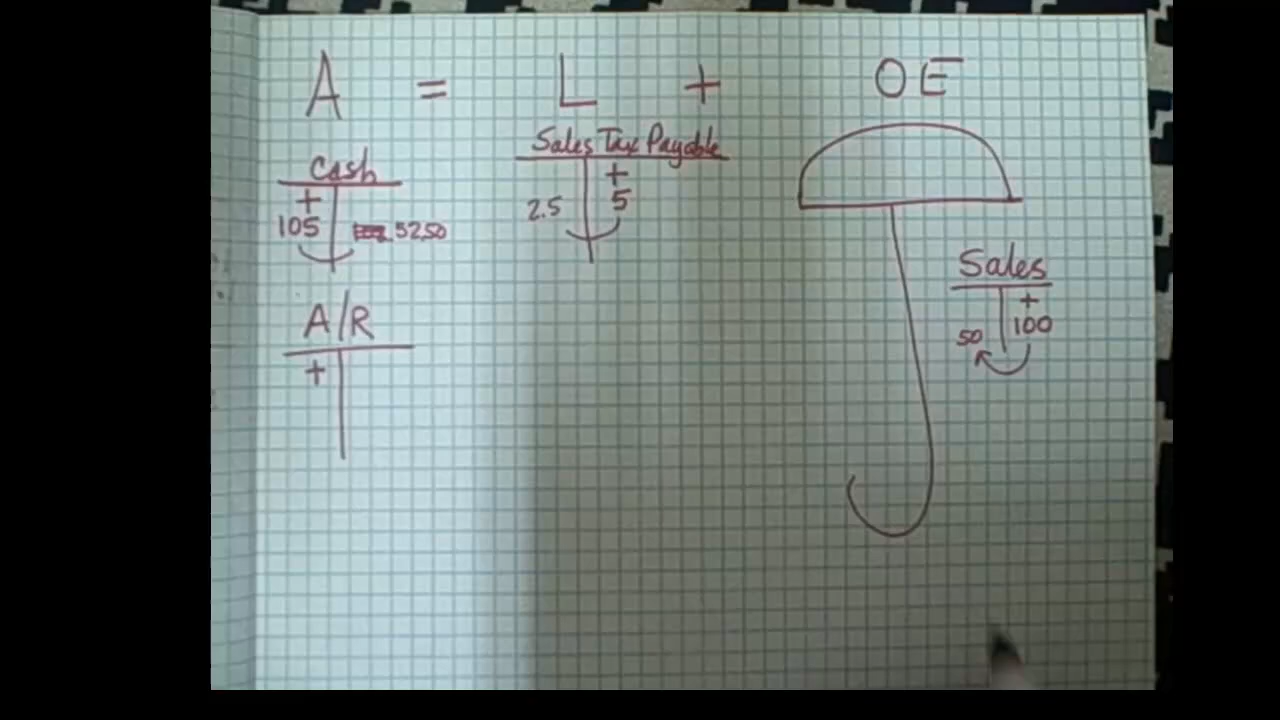 A = L + OE
Sales Tax Payable
Cash
+
+
105
52.50
2.5
5
Sales
+
50
100
A/R
+